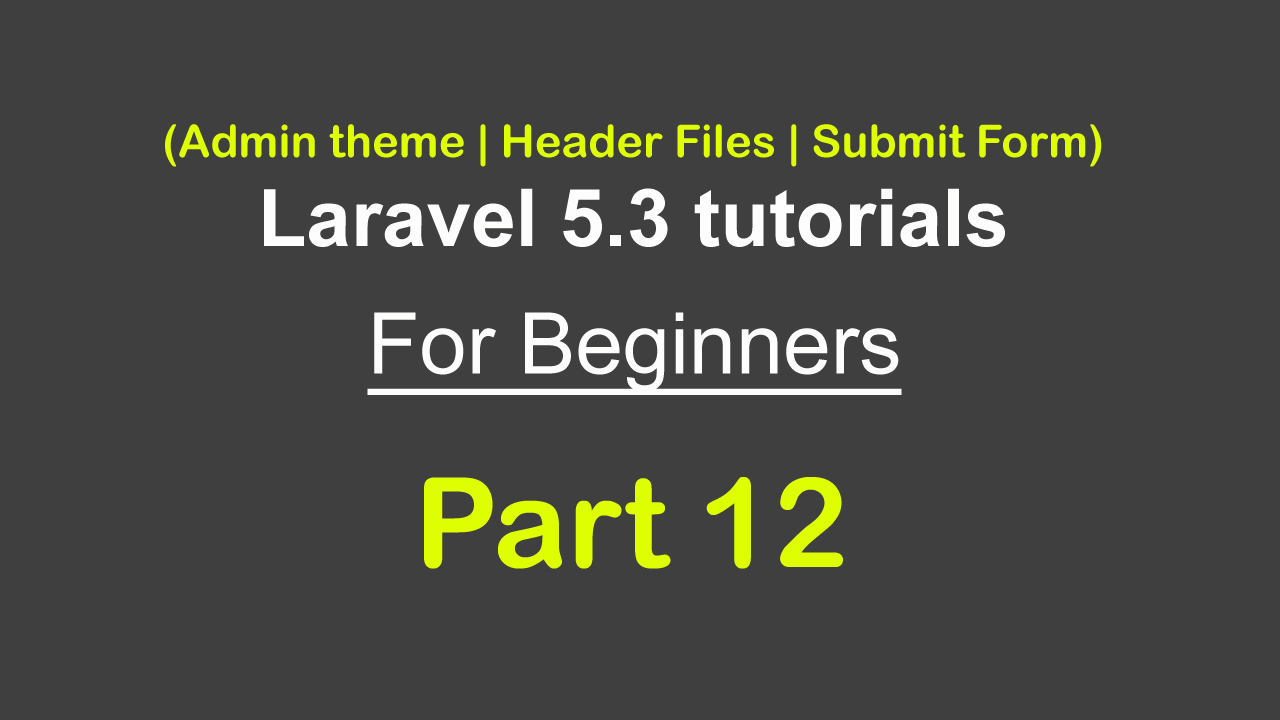 (Admin theme | Header Files | Submit Form)
Laravel 5.3 tutorials
For Beginners
Part 12